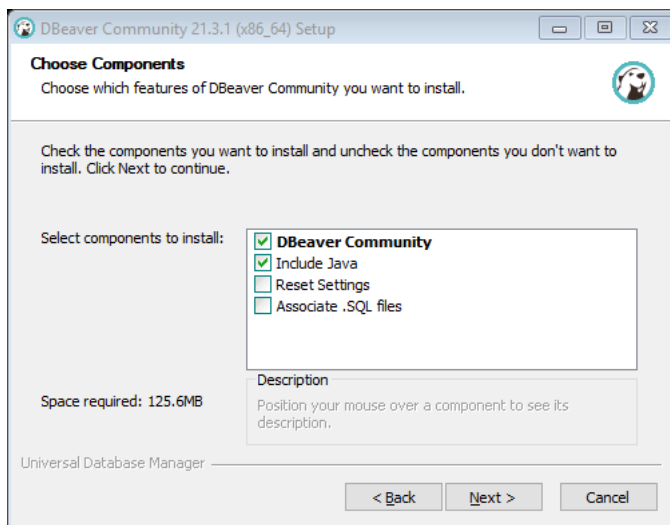 DBeaver Community 21.3.1 (x86_64) Setup
Choose Components
Choose which features of DBeaver Community you want to install.
Check the components you want to install and uncheck the components you don't want to
install. Click Next to continue.
Select components to install:
DBeaver Community
Include Java
Reset Settings
Associate .SQL files
Space required: 125.6MB
Description
Position your mouse over a component to see its
description.
Universal Database Manager
< Back
Next >
Cancel